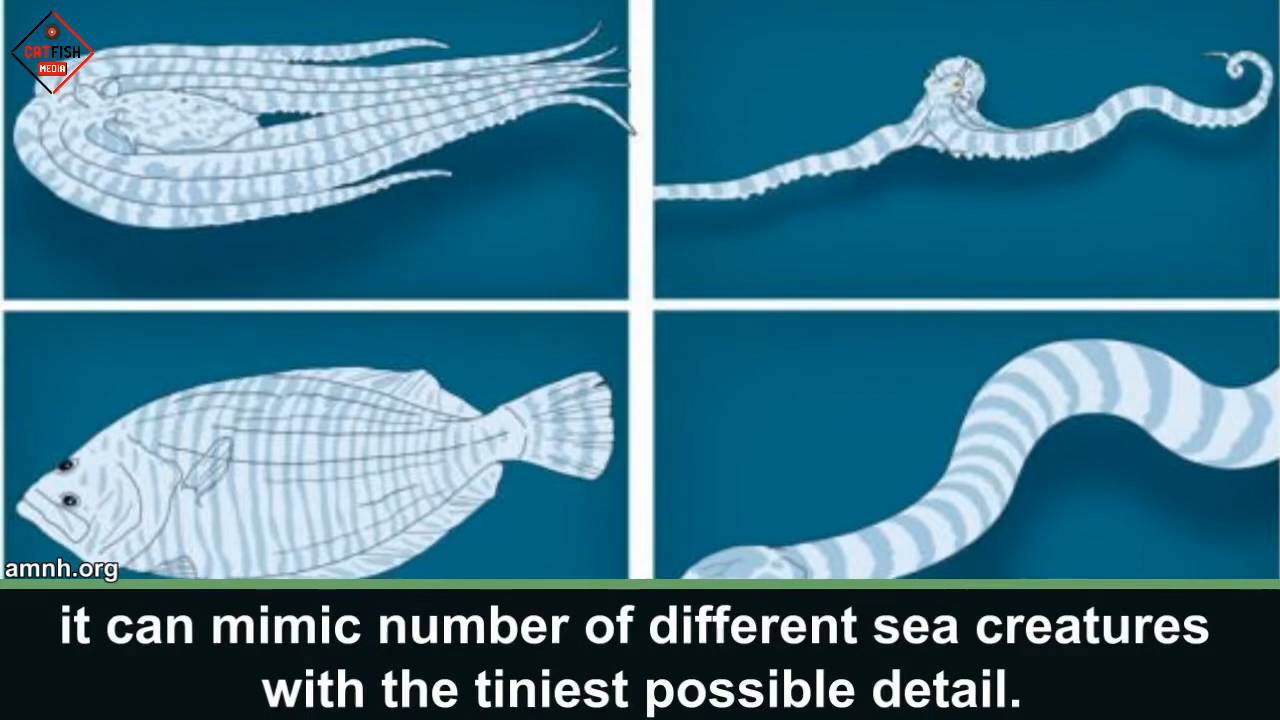 CATFISH
MEDIA
amnh.org
it can mimic number of different sea creatures
with the tiniest possible detail.